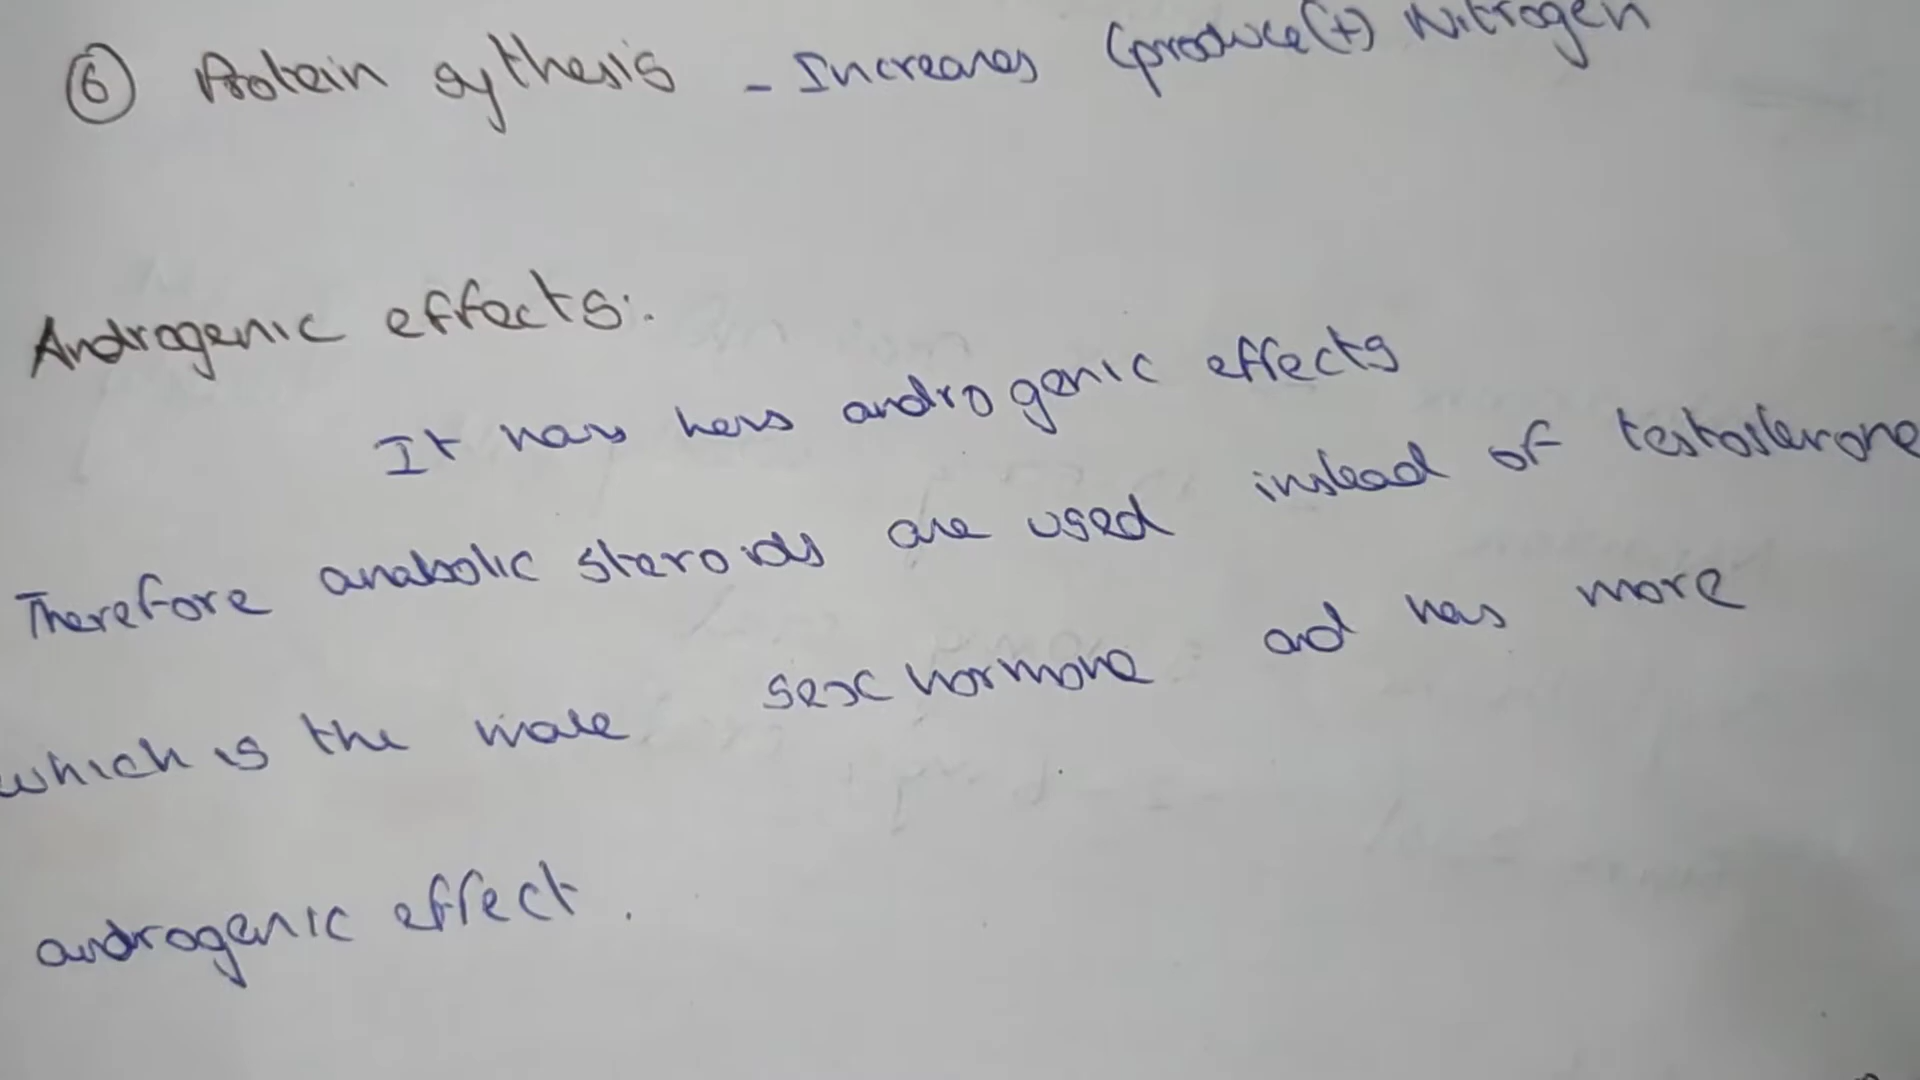 ⑥ Protein sythesis - Increases (produce(+) Nitrogen
Androgenic effects:
It has less androgenic effects
Therefore anabolic steroids are used instead of testosterone
which is the male sex hormone and has more
androgenic effect.